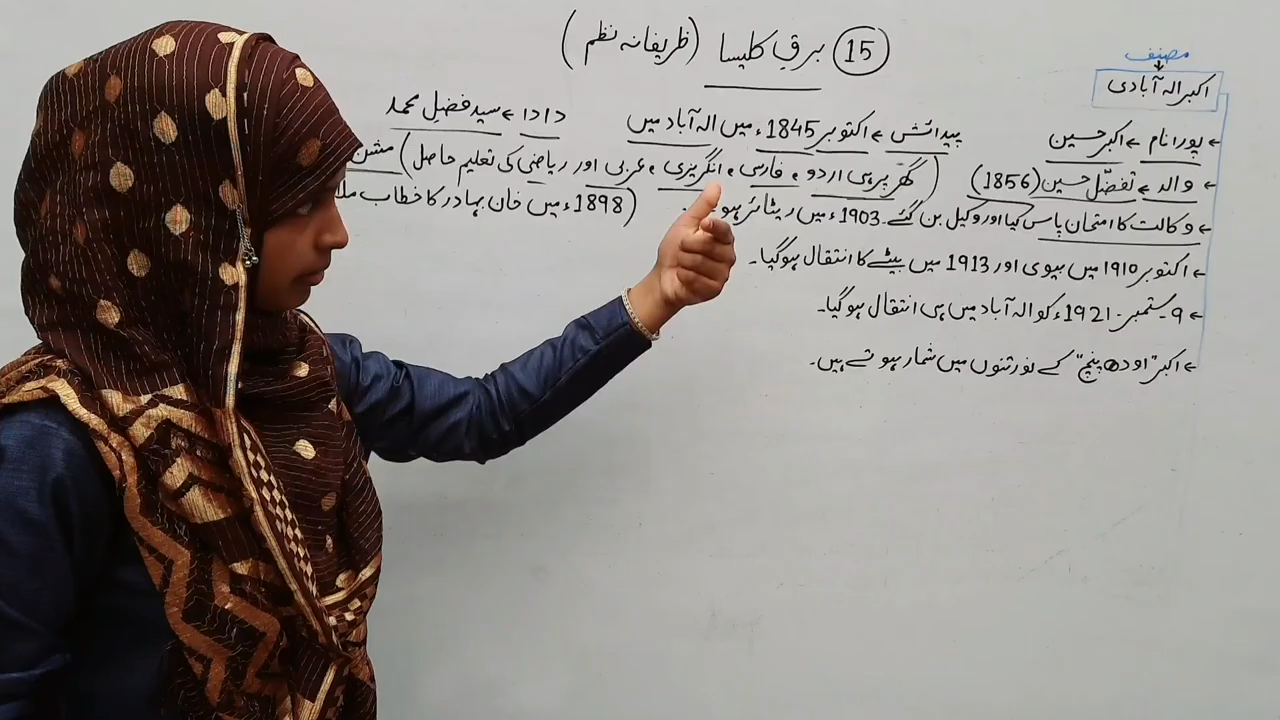 15 برقِ کلیسا (ظریفانہ نظم)
مصنف
اکبر الہ آبادی
پورا نام ← اکبر حسین پیدائش ← اکتوبر 1845ء میں الہ آباد میں دادا ← سید فضلِ محمد
والد ← تفضّل حسین (1856) (گھر پر ہی اردو، فارسی، انگریزی، عربی اور ریاضی کی تعلیم حاصل) مشن
وکالت کا امتحان پاس کیا اور وکیل بن گئے۔ 1903ء میں ریٹائر (1898ء میں خان بہادر کا خطاب ملا
اکتوبر 1910 میں بیوی اور 1913 میں بیٹے کا انتقال ہوگیا۔
9 ستمبر 1921ء کو الہ آباد میں ہی انتقال ہوگیا۔
اکبر "اودھ پنچ" کے نورتنوں میں شمار ہوتے ہیں۔